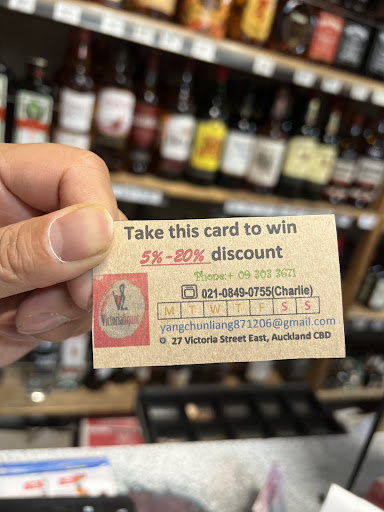 Take this card to win
5%-20% discount
Phone:+ 09 303 3671
021-0849-0755(Charlie)
M T W T F S S
yangchunliang871206@gmail.com
27 Victoria Street East, Auckland CBD